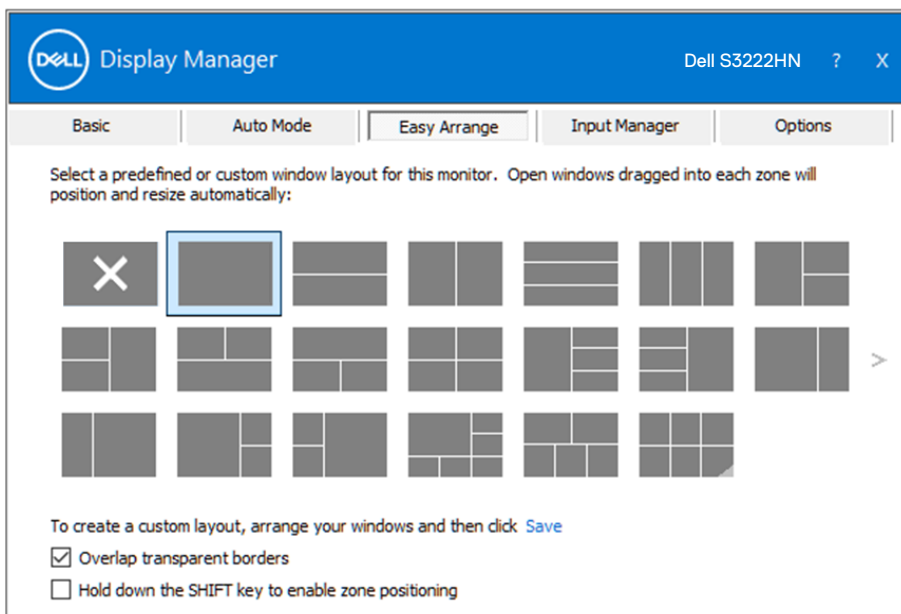 DELL Display Manager Dell S3222HN ? X
Basic Auto Mode Easy Arrange Input Manager Options
Select a predefined or custom window layout for this monitor. Open windows dragged into each zone will
position and resize automatically:
>
To create a custom layout, arrange your windows and then click Save
Overlap transparent borders
Hold down the SHIFT key to enable zone positioning